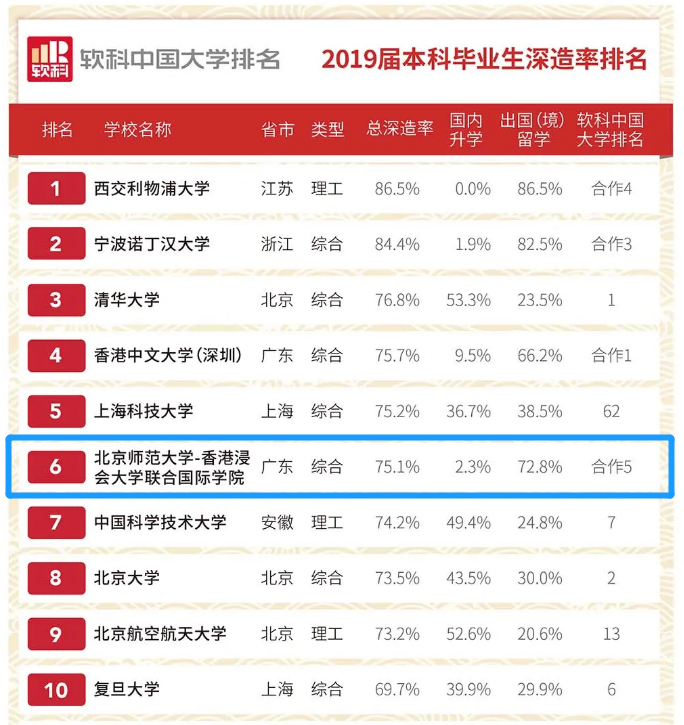 软科
软科中国大学排名
2019届本科毕业生深造率排名
排名 学校名称 省市 类型 总深造率 国内升学 出国(境)留学 软科中国大学排名
1 西交利物浦大学 江苏 理工 86.5% 0.0% 86.5% 合作4
2 宁波诺丁汉大学 浙江 综合 84.4% 1.9% 82.5% 合作3
3 清华大学 北京 综合 76.8% 53.3% 23.5% 1
4 香港中文大学(深圳) 广东 综合 75.7% 9.5% 66.2% 合作1
5 上海科技大学 上海 综合 75.2% 36.7% 38.5% 62
6 北京师范大学-香港浸会大学联合国际学院 广东 综合 75.1% 2.3% 72.8% 合作5
7 中国科学技术大学 安徽 理工 74.2% 49.4% 24.8% 7
8 北京大学 北京 综合 73.5% 43.5% 30.0% 2
9 北京航空航天大学 北京 理工 73.2% 52.6% 20.6% 13
10 复旦大学 上海 综合 69.7% 39.9% 29.9% 6